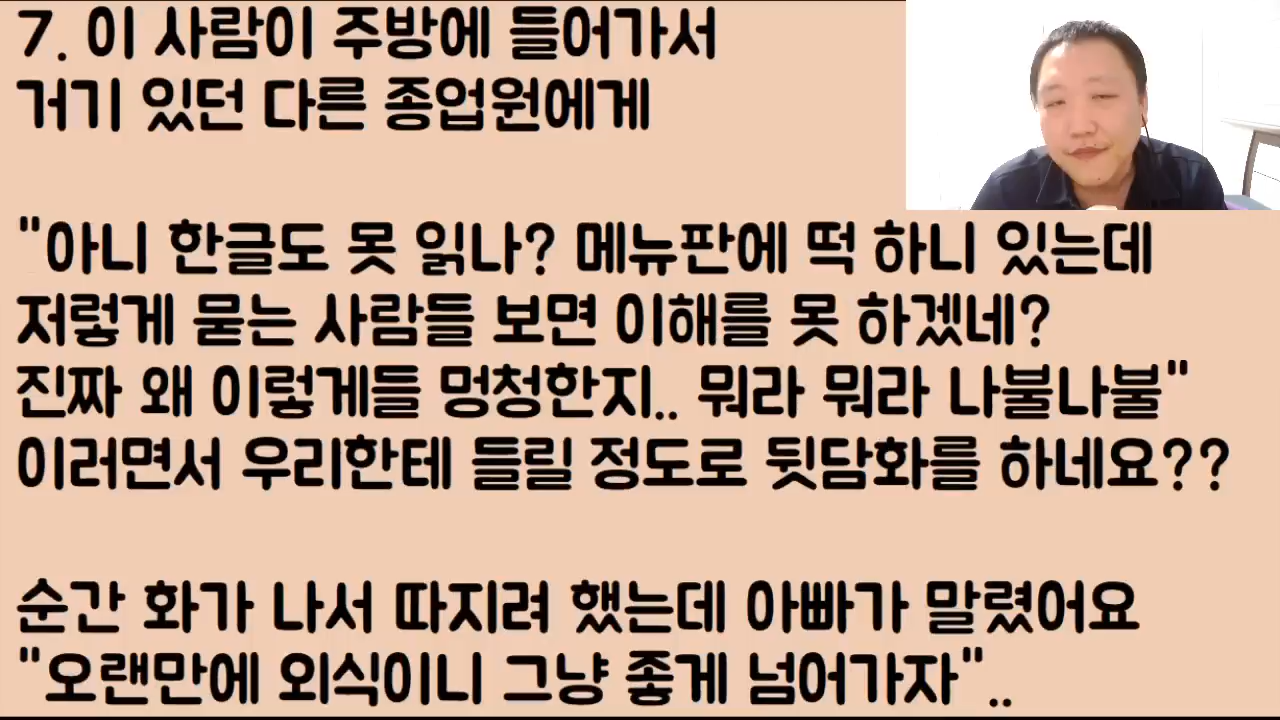 7. 이 사람이 주방에 들어가서
거기 있던 다른 종업원에게
"아니 한글도 못 읽나? 메뉴판에 떡 하니 있는데
저렇게 묻는 사람들 보면 이해를 못 하겠네?
진짜 왜 이렇게들 멍청한지.. 뭐라 뭐라 나불나불"
이러면서 우리한테 들릴 정도로 뒷담화를 하네요??
순간 화가 나서 따지려 했는데 아빠가 말렸어요
"오랜만에 외식이니 그냥 좋게 넘어가자"..